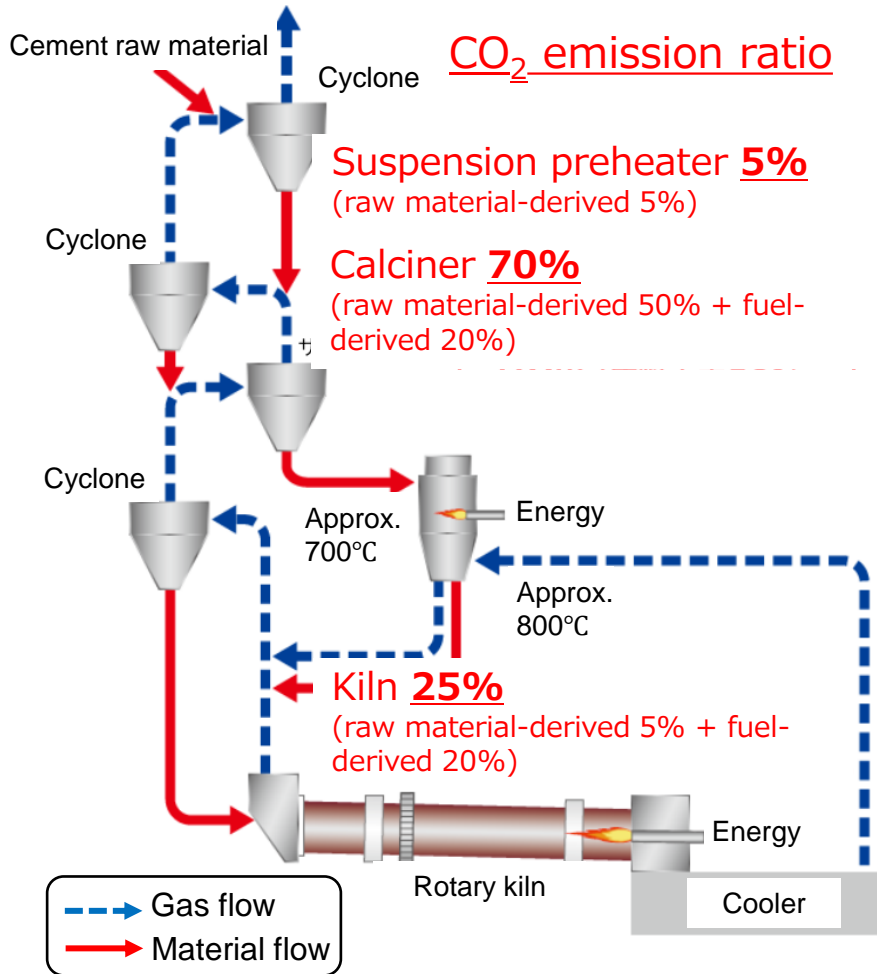 Cement raw material
Cyclone
CO₂ emission ratio
Suspension preheater 5%
(raw material-derived 5%)
Cyclone
Calciner 70%
(raw material-derived 50% + fuel-
derived 20%)
Cyclone
Approx.
700℃
Energy
Approx.
800℃
Kiln 25%
(raw material-derived 5% + fuel-
derived 20%)
Energy
Rotary kiln
Cooler
Gas flow
Material flow